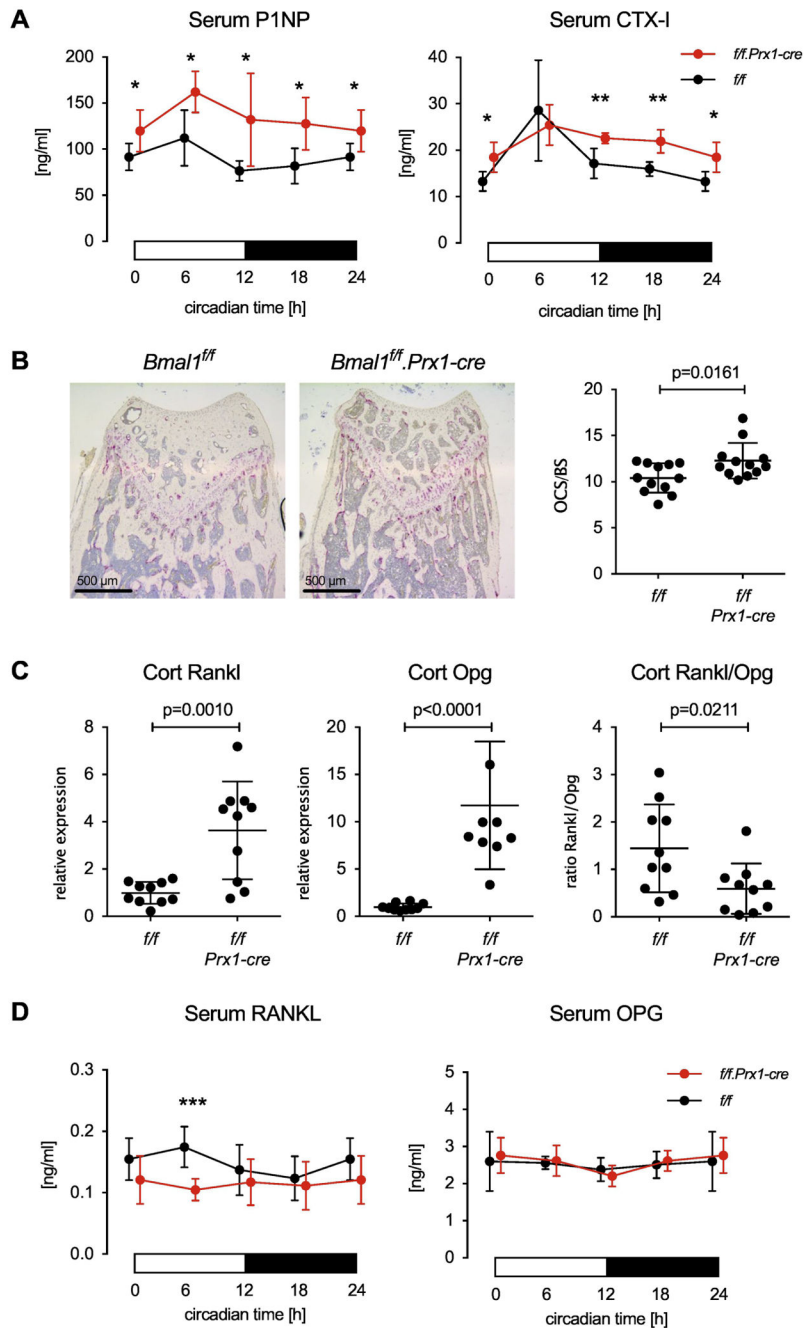 A
Serum P1NP
Serum CTX-I
[ng/ml]
200
150
100
50
0
* * * * *
0 6 12 18 24
circadian time [h]
[ng/ml]
40
30
20
10
0
* ** ** *
f/f.Prx1-cre
f/f
0 6 12 18 24
circadian time [h]
B
Bmal1f/f
Bmal1f/f.Prx1-cre
500 µm
500 µm
p=0.0161
OCS/BS
20
15
10
5
0
f/f
f/f
Prx1-cre
C
Cort Rankl
p=0.0010
relative expression
8
6
4
2
0
f/f
f/f
Prx1-cre
Cort Opg
p<0.0001
relative expression
20
15
10
5
0
f/f
f/f
Prx1-cre
Cort Rankl/Opg
p=0.0211
ratio Rankl/Opg
4
3
2
1
0
f/f
f/f
Prx1-cre
D
Serum RANKL
[ng/ml]
0.3
0.2
0.1
0.0
***
0 6 12 18 24
circadian time [h]
Serum OPG
[ng/ml]
5
4
3
2
1
0
f/f.Prx1-cre
f/f
0 6 12 18 24
circadian time [h]